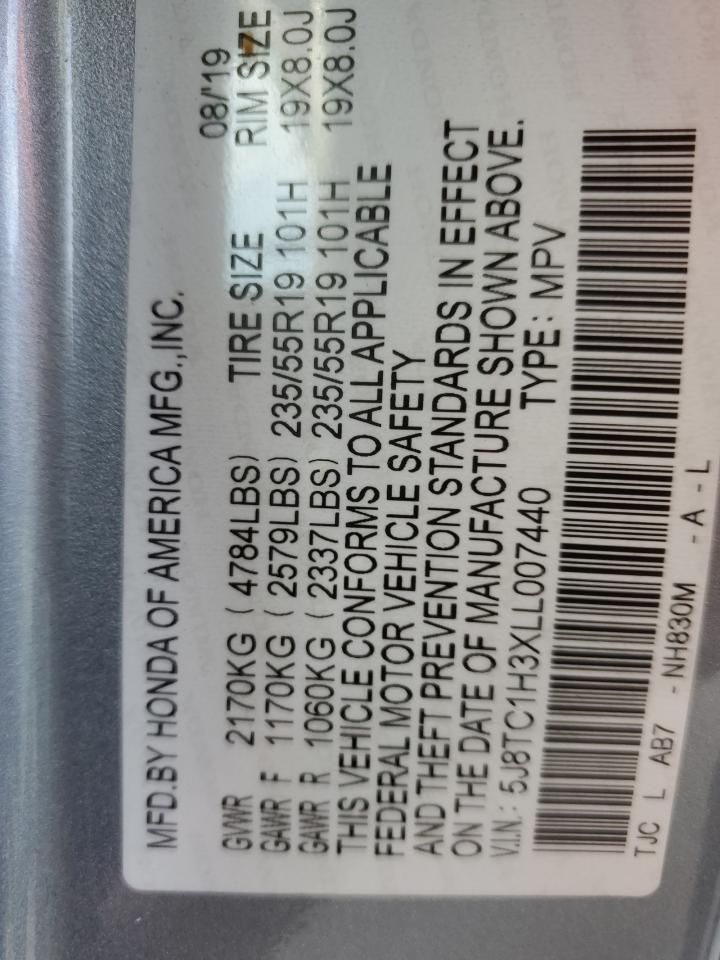 MFD.BY HONDA OF AMERICA MFG.,INC. 08/'19
TIRE SIZE RIM SIZE
GVWR 2170KG ( 4784LBS)
GAWR F 1170KG ( 2579LBS) 235/55R19 101H 19X8.0J
GAWR R 1060KG ( 2337LBS) 235/55R19 101H 19X8.0J
THIS VEHICLE CONFORMS TO ALL APPLICABLE
FEDERAL MOTOR VEHICLE SAFETY
AND THEFT PREVENTION STANDARDS IN EFFECT
ON THE DATE OF MANUFACTURE SHOWN ABOVE.
V.I.N.: 5J8TC1H3XLL007440 TYPE : MPV
TJC L AB7 - NH830M - A - L